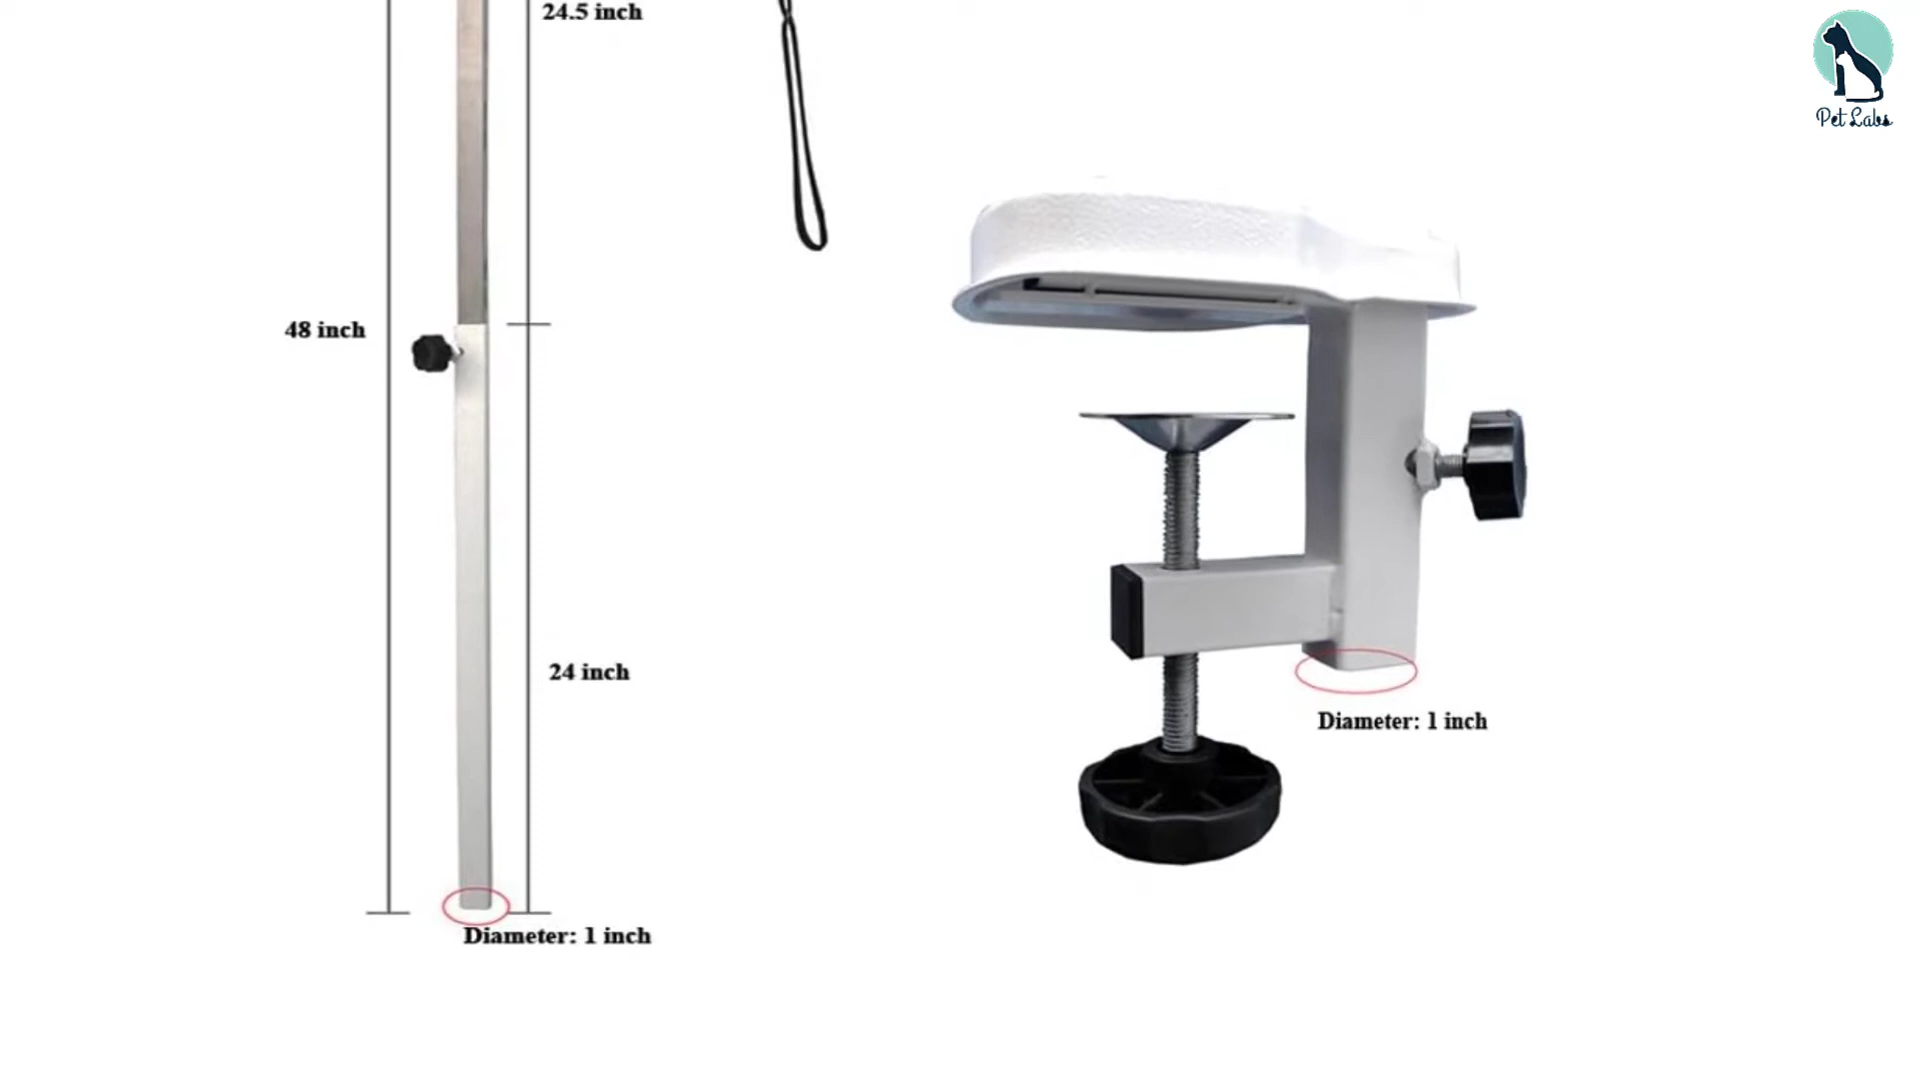 24.5 inch
Pet Labs
48 inch
24 inch
Diameter: 1 inch
Diameter: 1 inch